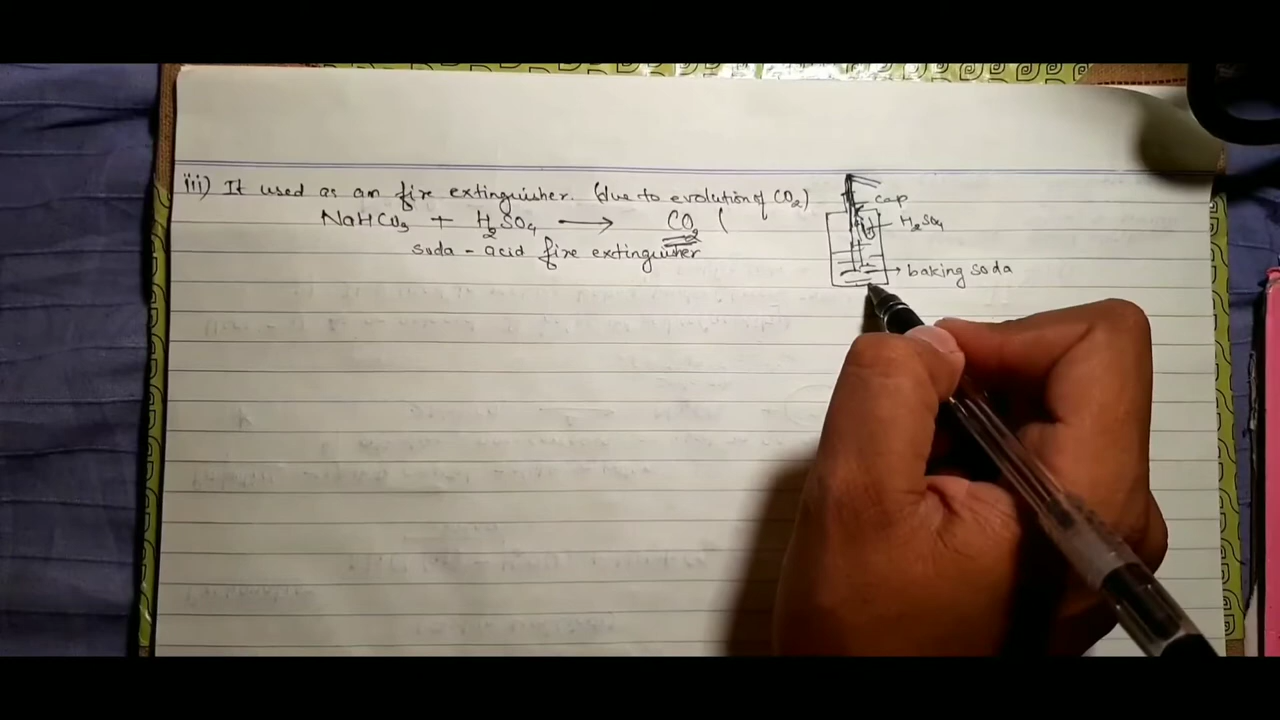 iii) It used as an fire extinguisher. (due to evolution of CO2)
NaHCO3 + H2SO4 ⟶ CO2 (
soda - acid fire extinguisher
cap
H2SO4
baking soda